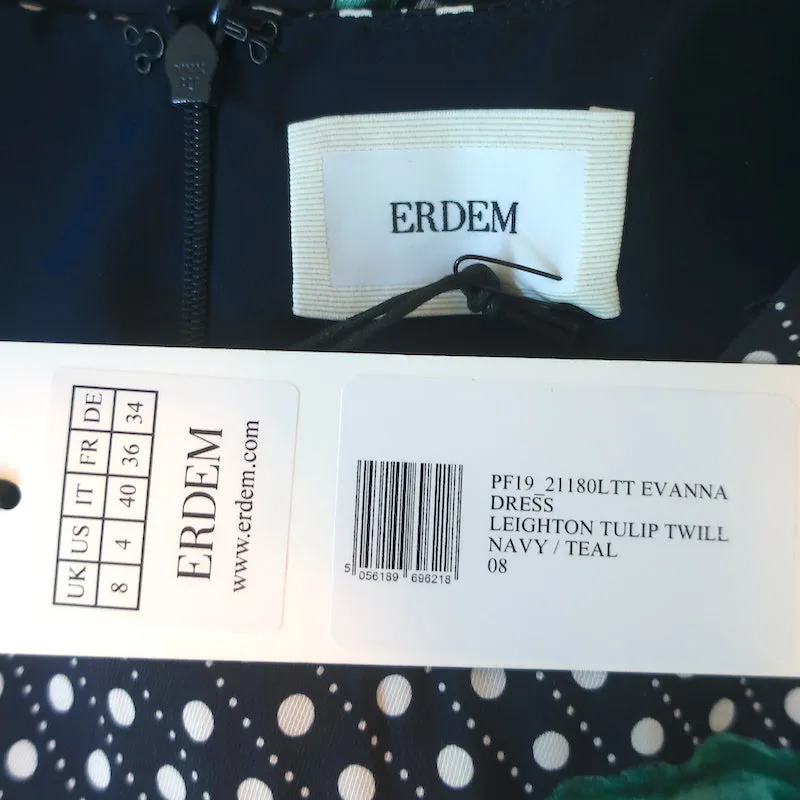 ERDEM
UK US IT FR DE
8 4 40 36 34
ERDEM
www.erdem.com
5 056189 696218
PF19_21180LTT EVANNA
DRESS
LEIGHTON TULIP TWILL
NAVY / TEAL
08